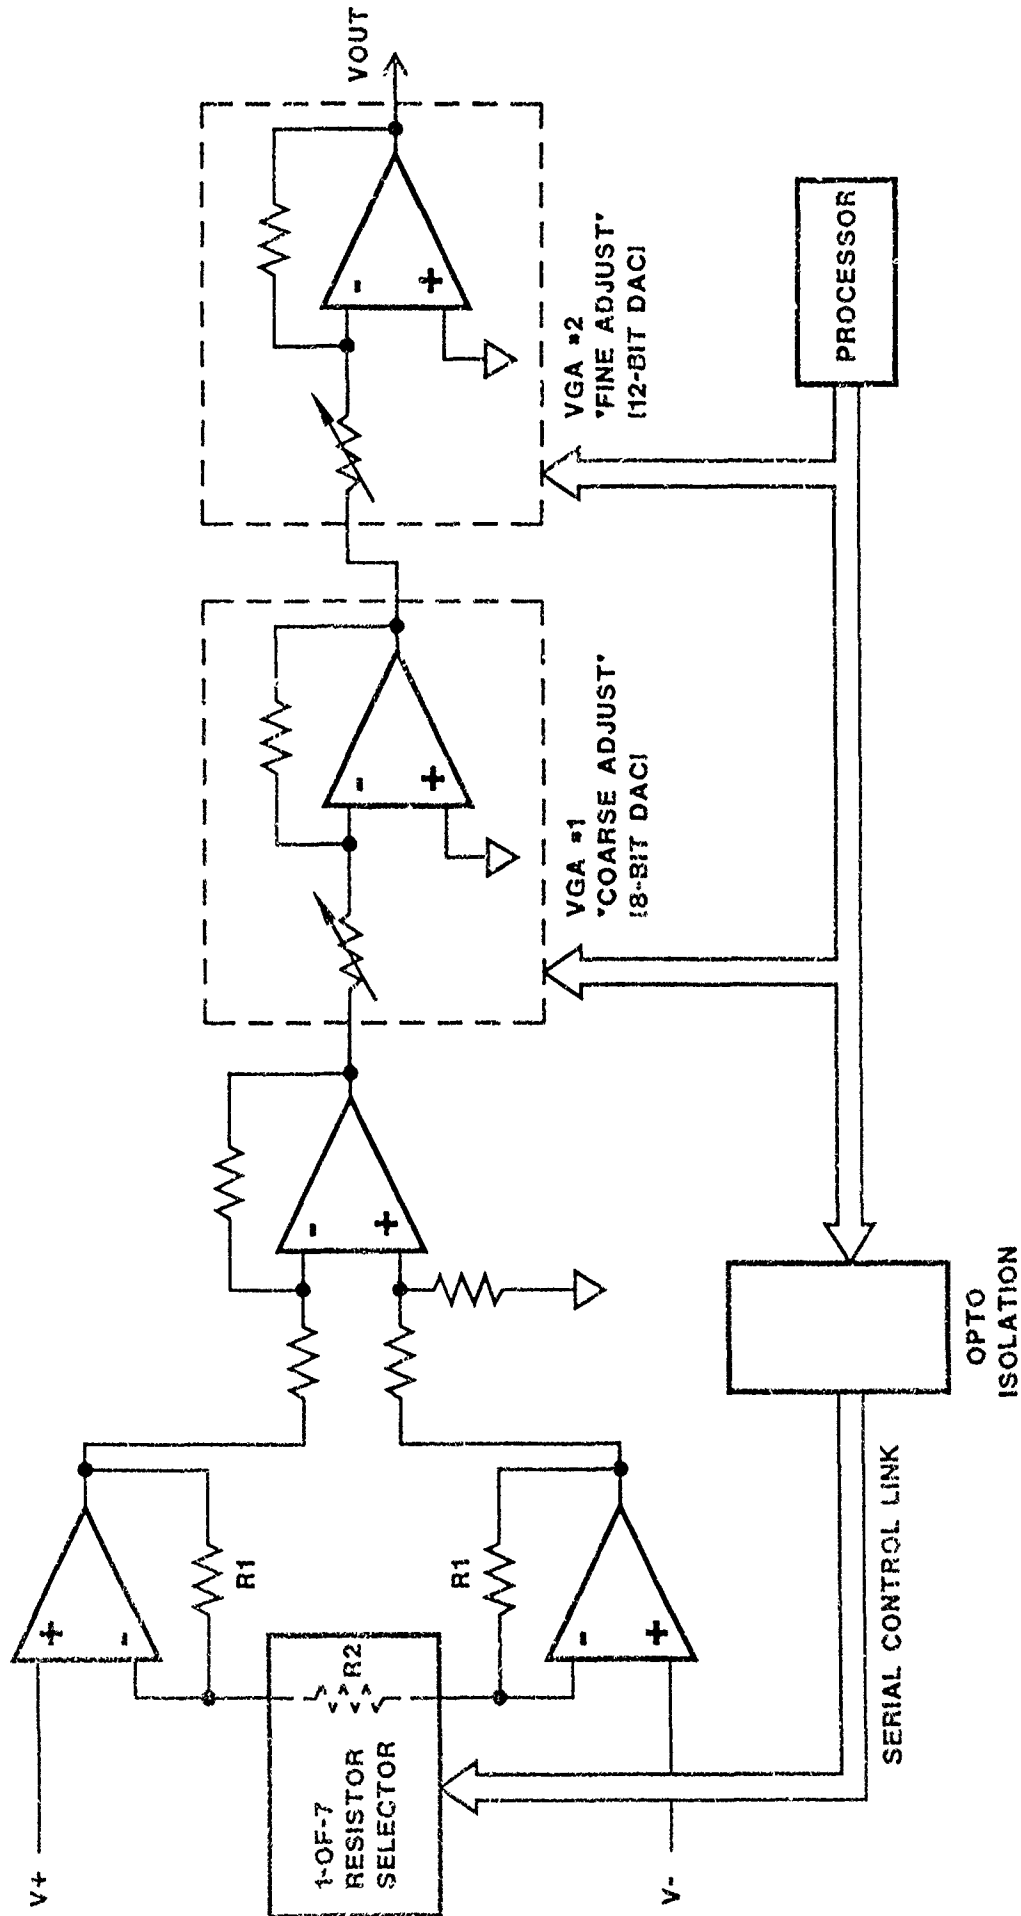 V+
V-
1-OF-7
RESISTOR
SELECTOR
R2
R1
R1
+
-
-
+
-
+
-
+
-
+
VGA #1
"COARSE ADJUST"
[8-BIT DAC]
VGA #2
"FINE ADJUST"
[12-BIT DAC]
VOUT
SERIAL CONTROL LINK
OPTO
ISOLATION
PROCESSOR